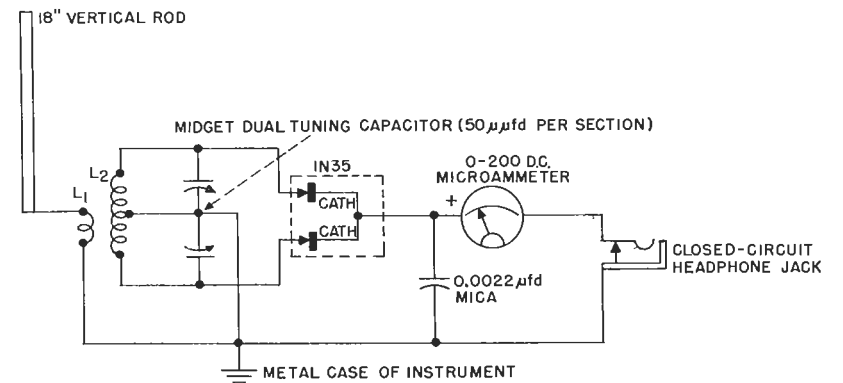 18" VERTICAL ROD
MIDGET DUAL TUNING CAPACITOR (50µµfd PER SECTION)
IN35
0-200 D.C.
MICROAMMETER
L2
L1
CATH
+
CATH
CLOSED-CIRCUIT
HEADPHONE JACK
0.0022µfd
MICA
METAL CASE OF INSTRUMENT